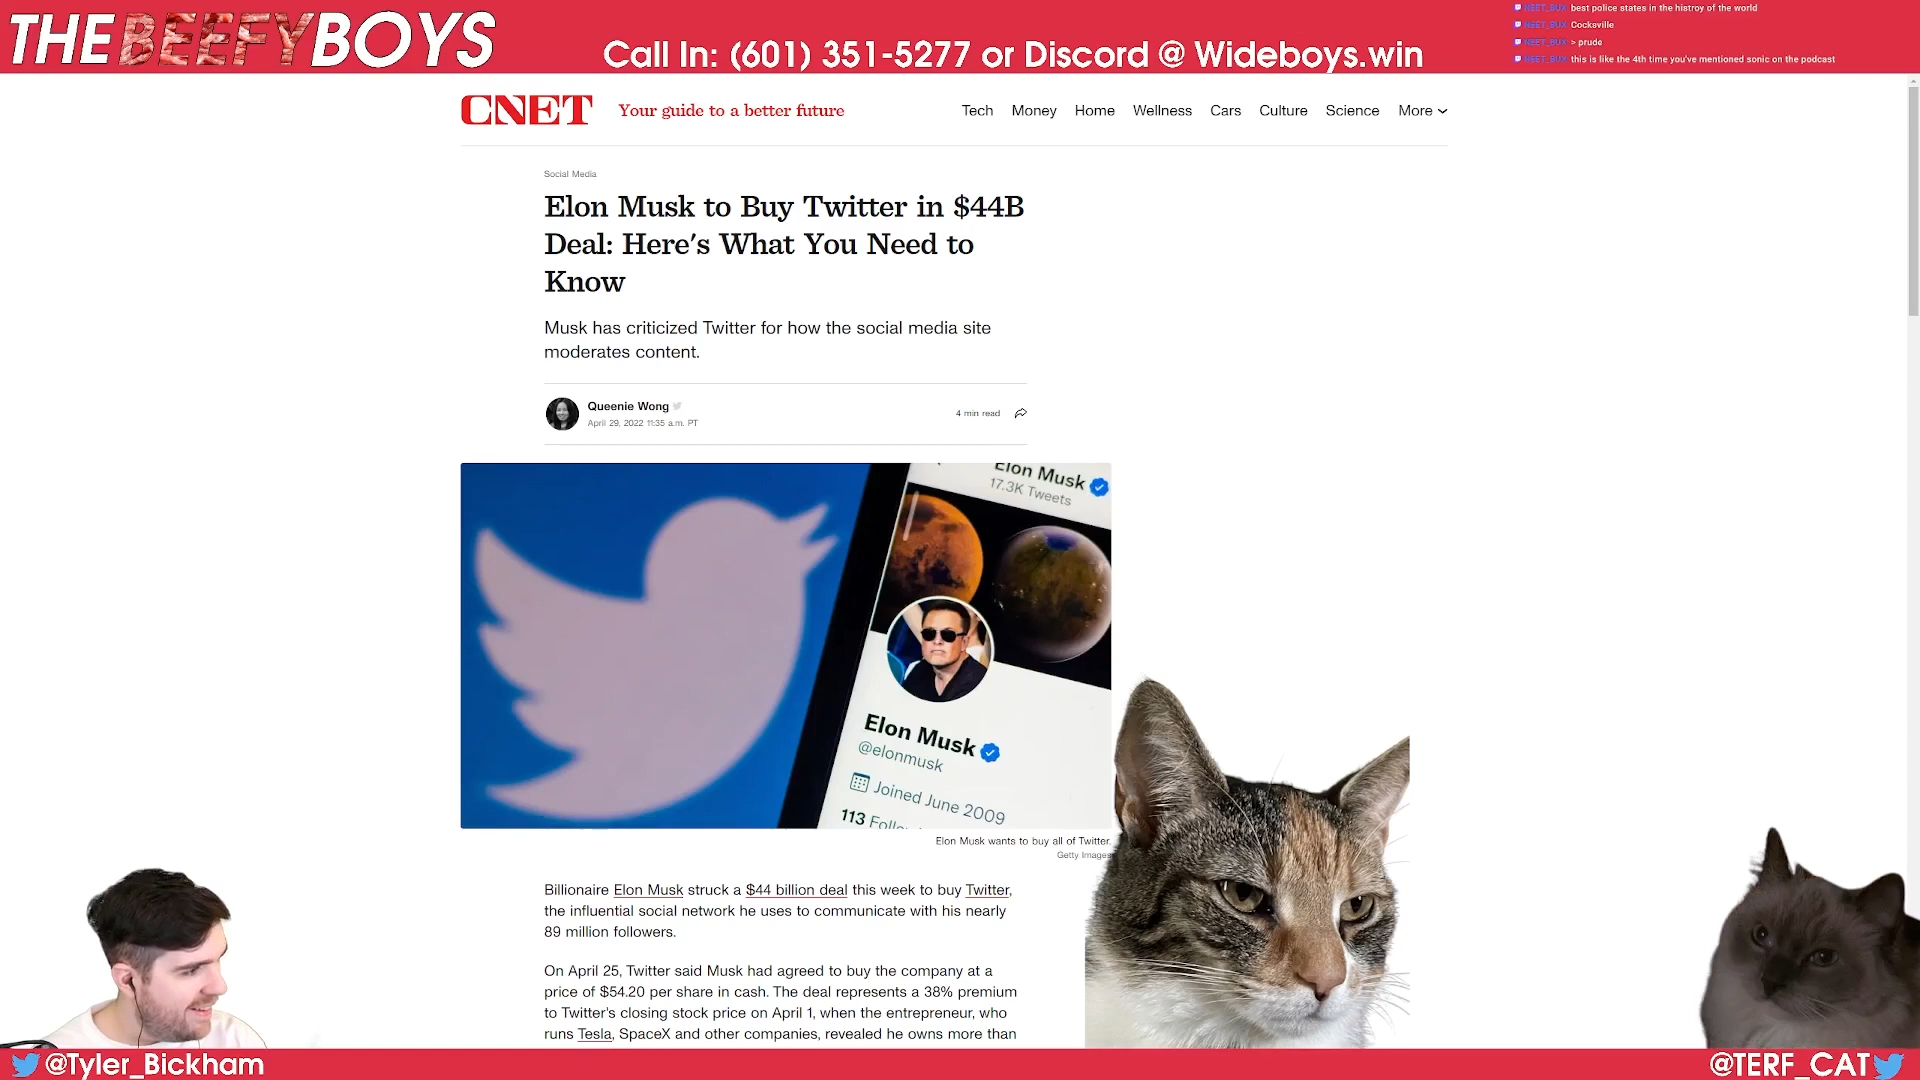 THEBEEFYBOYS
Call In: (601) 351-5277 or Discord @ Wideboys.win
NEET_BUX: best police states in the histroy of the world
NEET_BUX: Cocksville
NEET_BUX: > prude
NEET_BUX: this is like the 4th time you've mentioned sonic on the podcast
CNET
Your guide to a better future
Tech Money Home Wellness Cars Culture Science More
Social Media
Elon Musk to Buy Twitter in $44B
Deal: Here's What You Need to
Know
Musk has criticized Twitter for how the social media site
moderates content.
Queenie Wong
April 29, 2022 11:35 a.m. PT
4 min read
Elon Musk
17.3K Tweets
Elon Musk
@elonmusk
Joined June 2009
113 Follo
Elon Musk wants to buy all of Twitter.
Getty Images
Billionaire Elon Musk struck a $44 billion deal this week to buy Twitter,
the influential social network he uses to communicate with his nearly
89 million followers.
On April 25, Twitter said Musk had agreed to buy the company at a
price of $54.20 per share in cash. The deal represents a 38% premium
to Twitter's closing stock price on April 1, when the entrepreneur, who
runs Tesla, SpaceX and other companies, revealed he owns more than
@Tyler_Bickham
@TERF_CAT